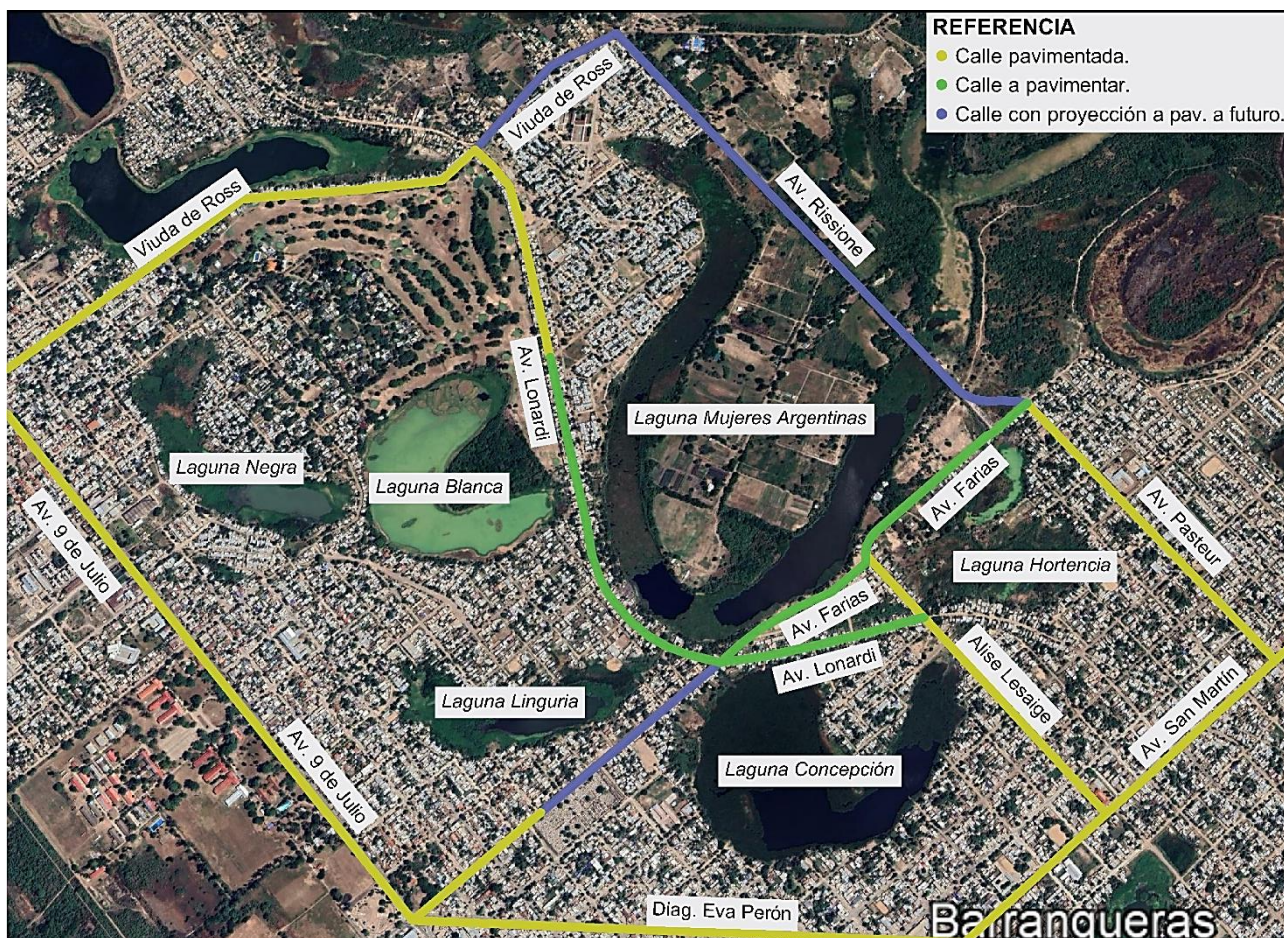 REFERENCIA
Calle pavimentada.
Calle a pavimentar.
Calle con proyección a pav. a futuro.
Viuda de Ross
Viuda de Ross
Av. Rissione
Av. Lonardi
Laguna Mujeres Argentinas
Laguna Negra
Laguna Blanca
Av. Farias
Av. Pasteur
Av. 9 de Julio
Laguna Hortencia
Av. Farias
Av. Lonardi
Alise Lesaige
Laguna Linguria
Av. San Martín
Av. 9 de Julio
Laguna Concepción
Diag. Eva Perón
Barranqueras